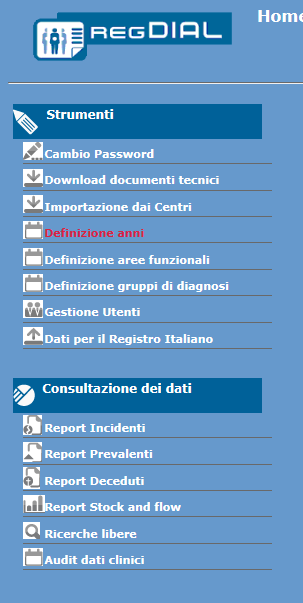 REGDIAL
Home
Strumenti
Cambio Password
Download documenti tecnici
Importazione dai Centri
Definizione anni
Definizione aree funzionali
Definizione gruppi di diagnosi
Gestione Utenti
Dati per il Registro Italiano
Consultazione dei dati
Report Incidenti
Report Prevalenti
Report Deceduti
Report Stock and flow
Ricerche libere
Audit dati clinici